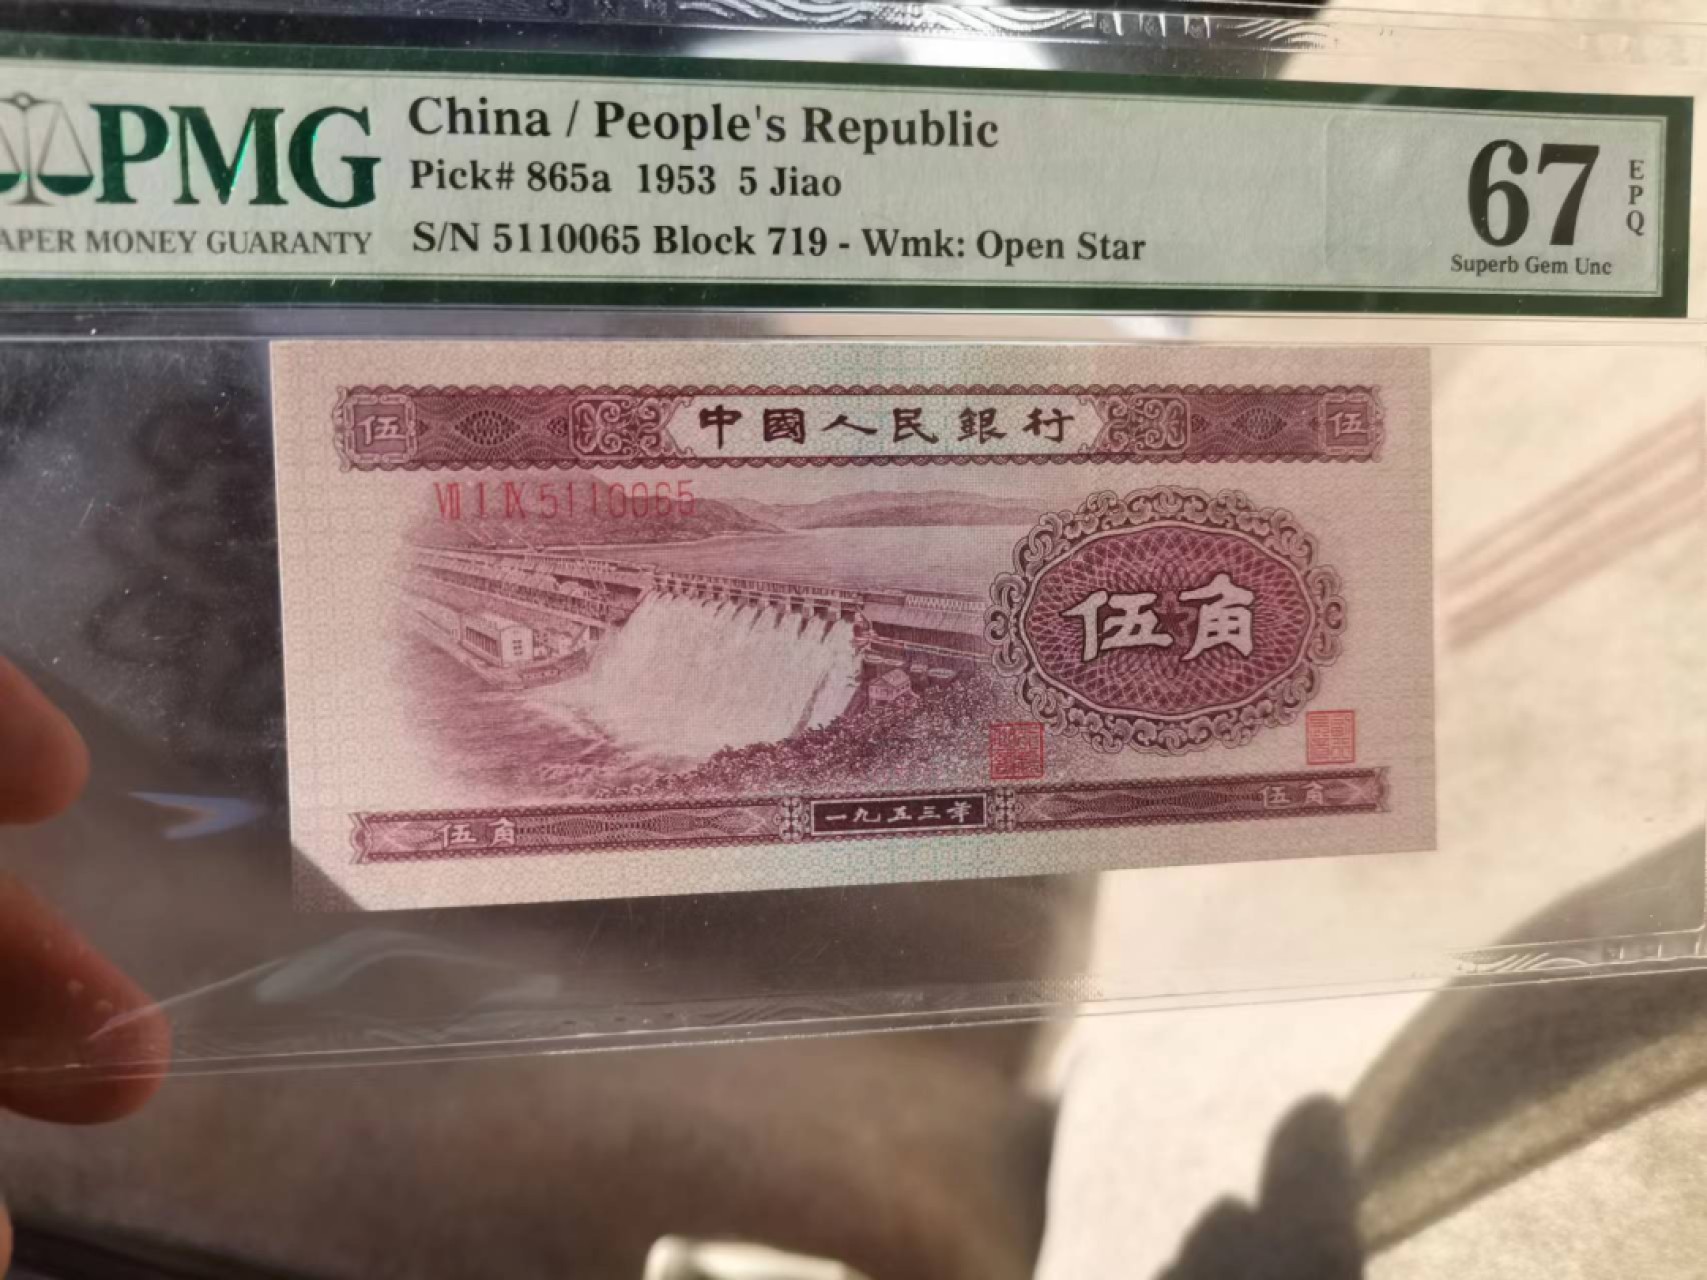 PMG
China / People's Republic
Pick# 865a 1953 5 Jiao
S/N 5110065 Block 719 - Wmk: Open Star
APER MONEY GUARANTY
67
EPQ
Superb Gem Unc
伍 中國人民銀行 伍
Ⅶ Ⅰ Ⅸ 5110065
伍角
伍角 一九五三年 伍角